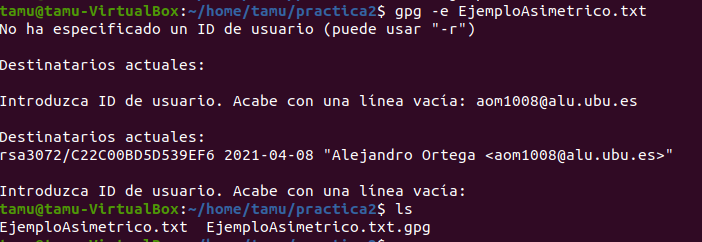 tamu@tamu-VirtualBox:~/home/tamu/practica2$ gpg -e EjemploAsimetrico.txt
No ha especificado un ID de usuario (puede usar "-r")
Destinatarios actuales:
Introduzca ID de usuario. Acabe con una línea vacía: aom1008@alu.ubu.es
Destinatarios actuales:
rsa3072/C22C00BD5D539EF6 2021-04-08 "Alejandro Ortega <aom1008@alu.ubu.es>"
Introduzca ID de usuario. Acabe con una línea vacía:
tamu@tamu-VirtualBox:~/home/tamu/practica2$ ls
EjemploAsimetrico.txt  EjemploAsimetrico.txt.gpg